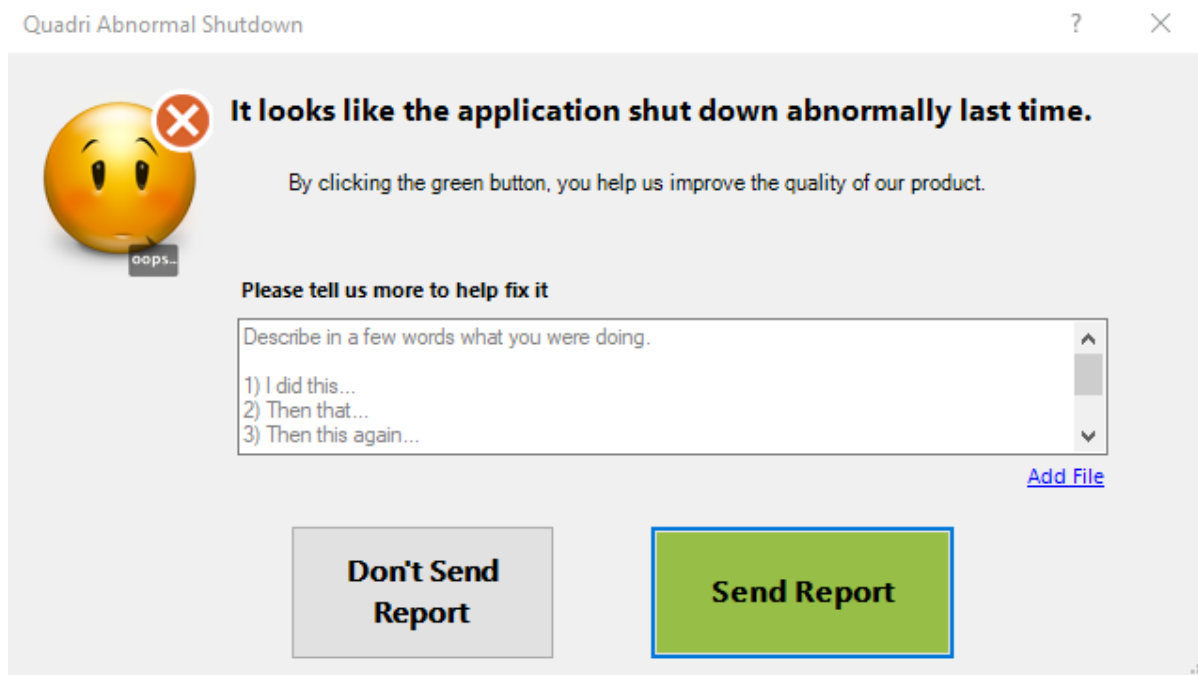 Quadri Abnormal Shutdown
?
It looks like the application shut down abnormally last time.
By clicking the green button, you help us improve the quality of our product.
oops...
Please tell us more to help fix it
Describe in a few words what you were doing.
1) I did this...
2) Then that...
3) Then this again...
Add File
Don't Send
Report
Send Report